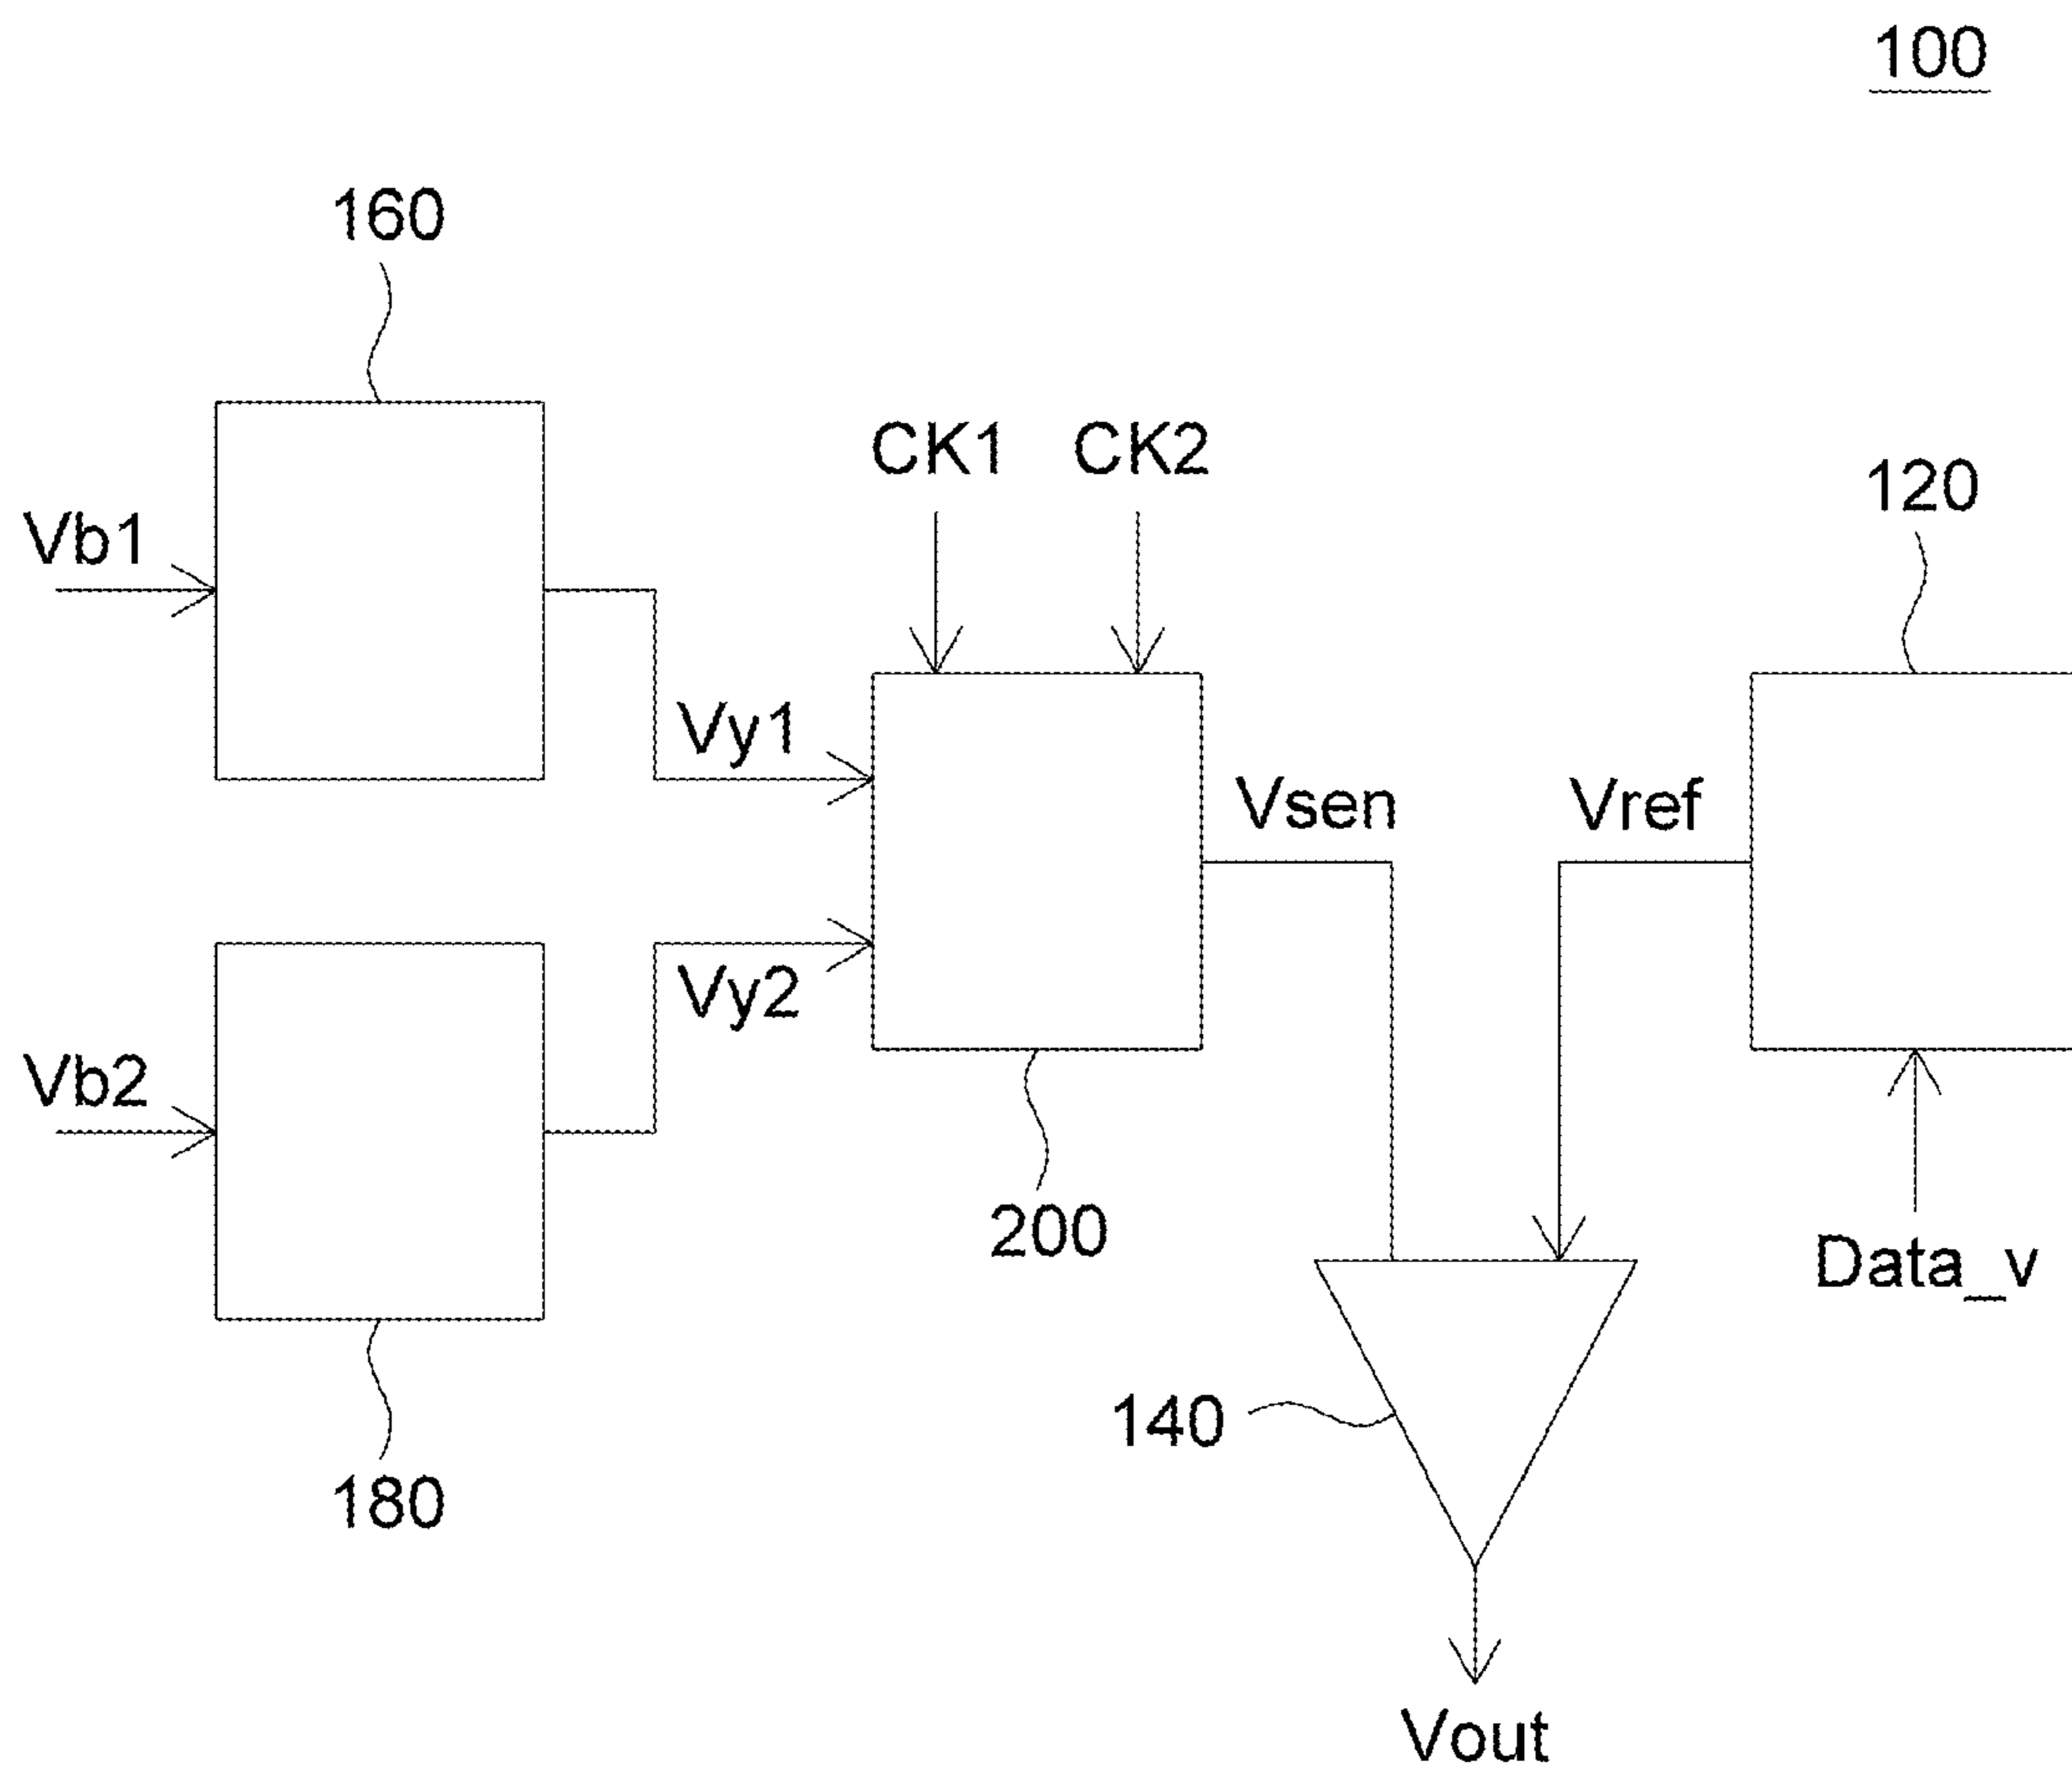 100
160
CK1 CK2
120
Vb1
Vy1
Vsen
Vref
Vy2
Vb2
200
Data_v
140
180
Vout